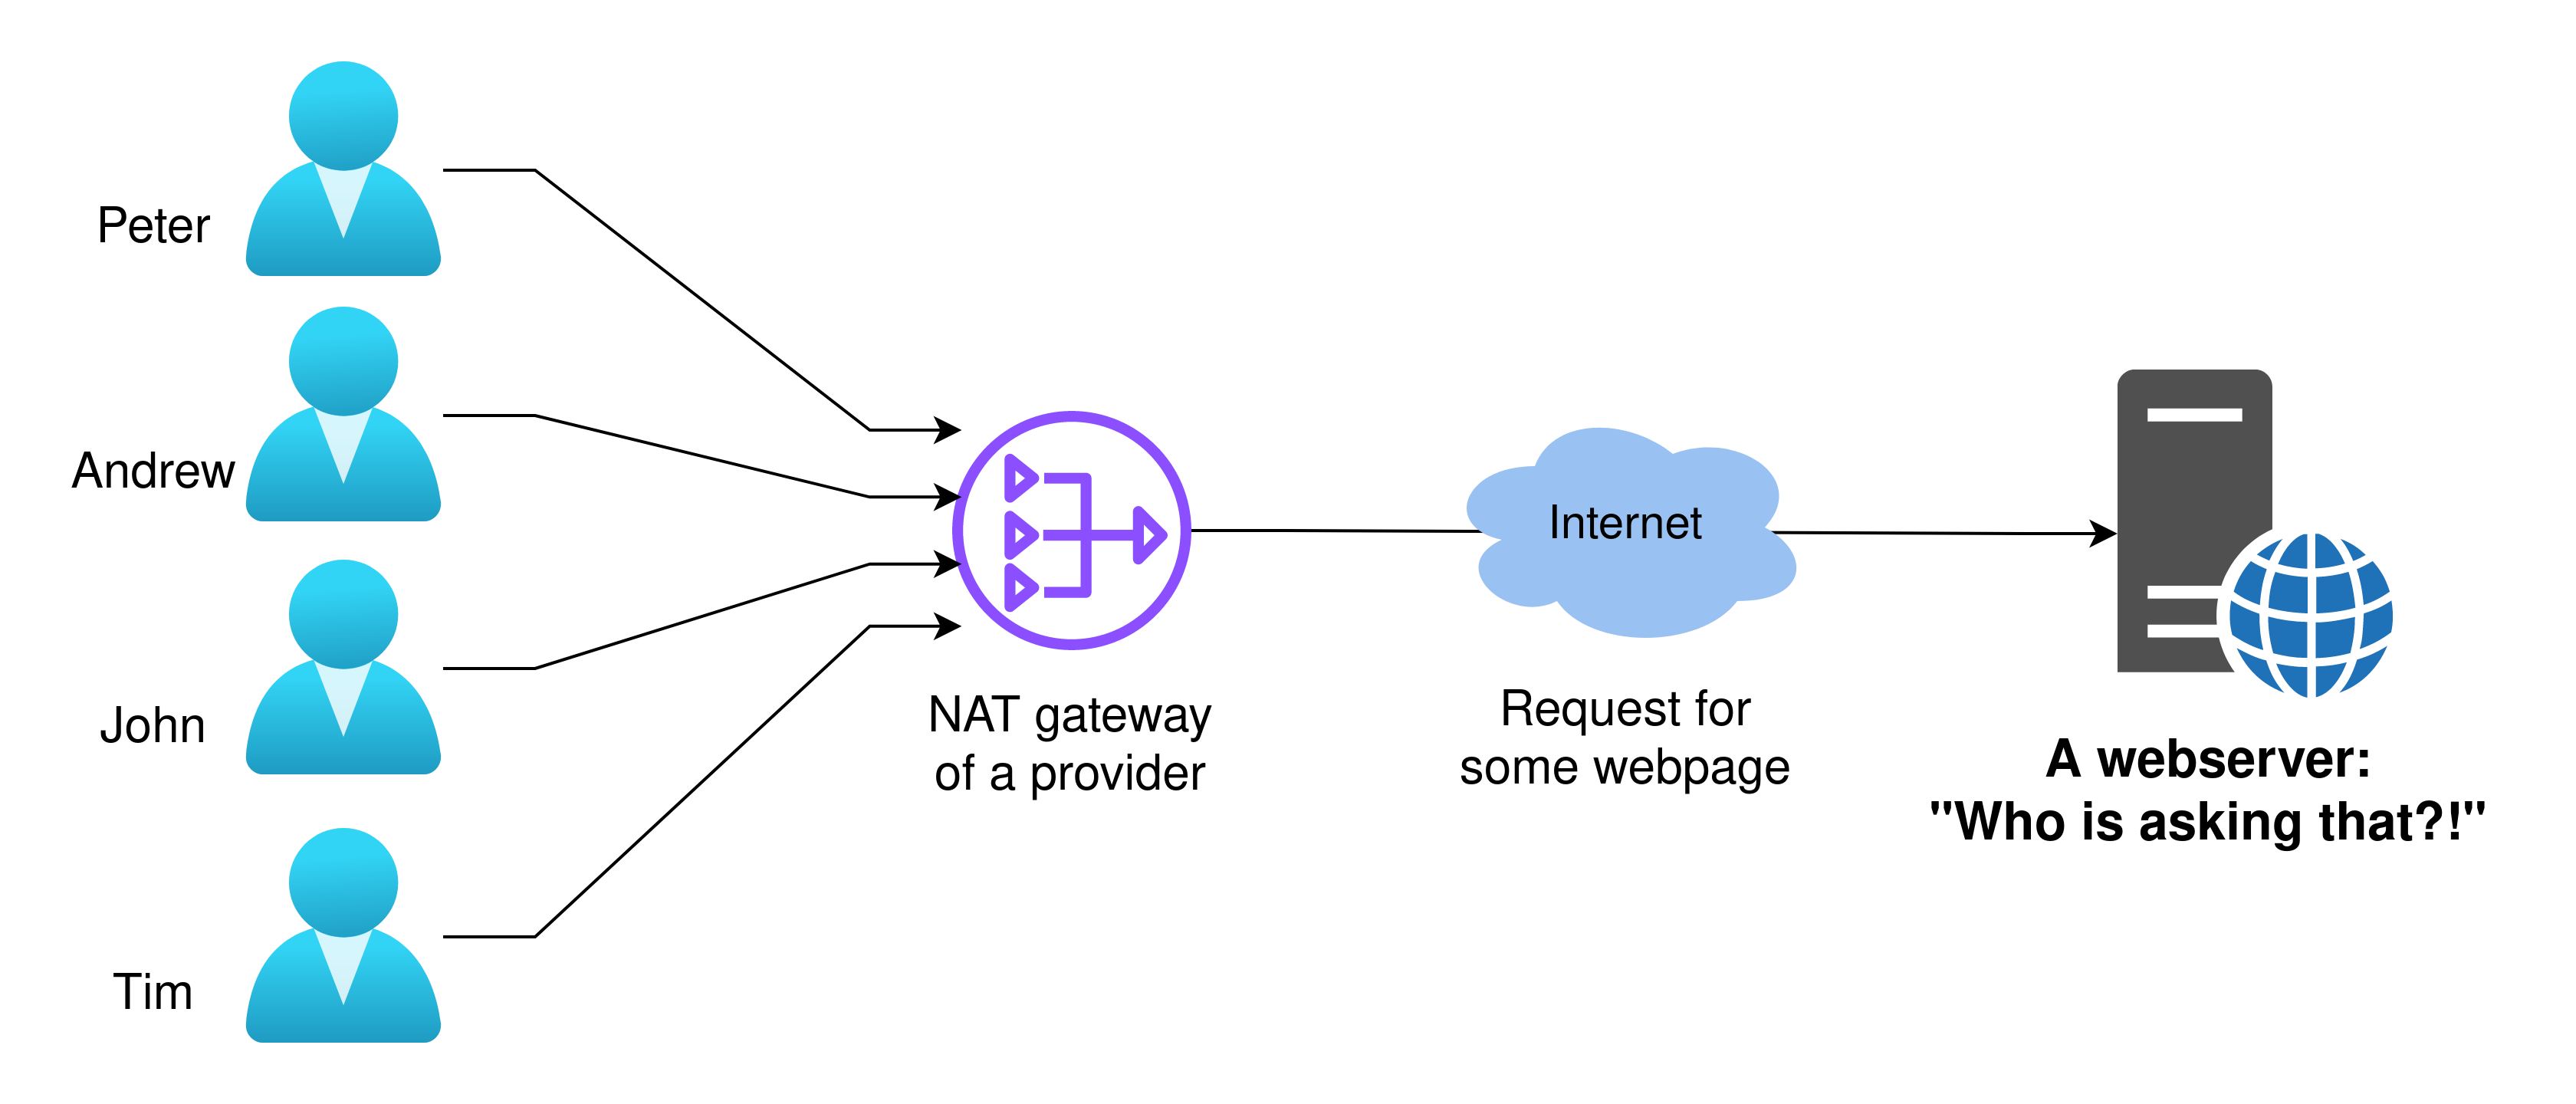 Peter
Andrew
John
Tim
NAT gateway
of a provider
Internet
Request for
some webpage
A webserver:
"Who is asking that?!"